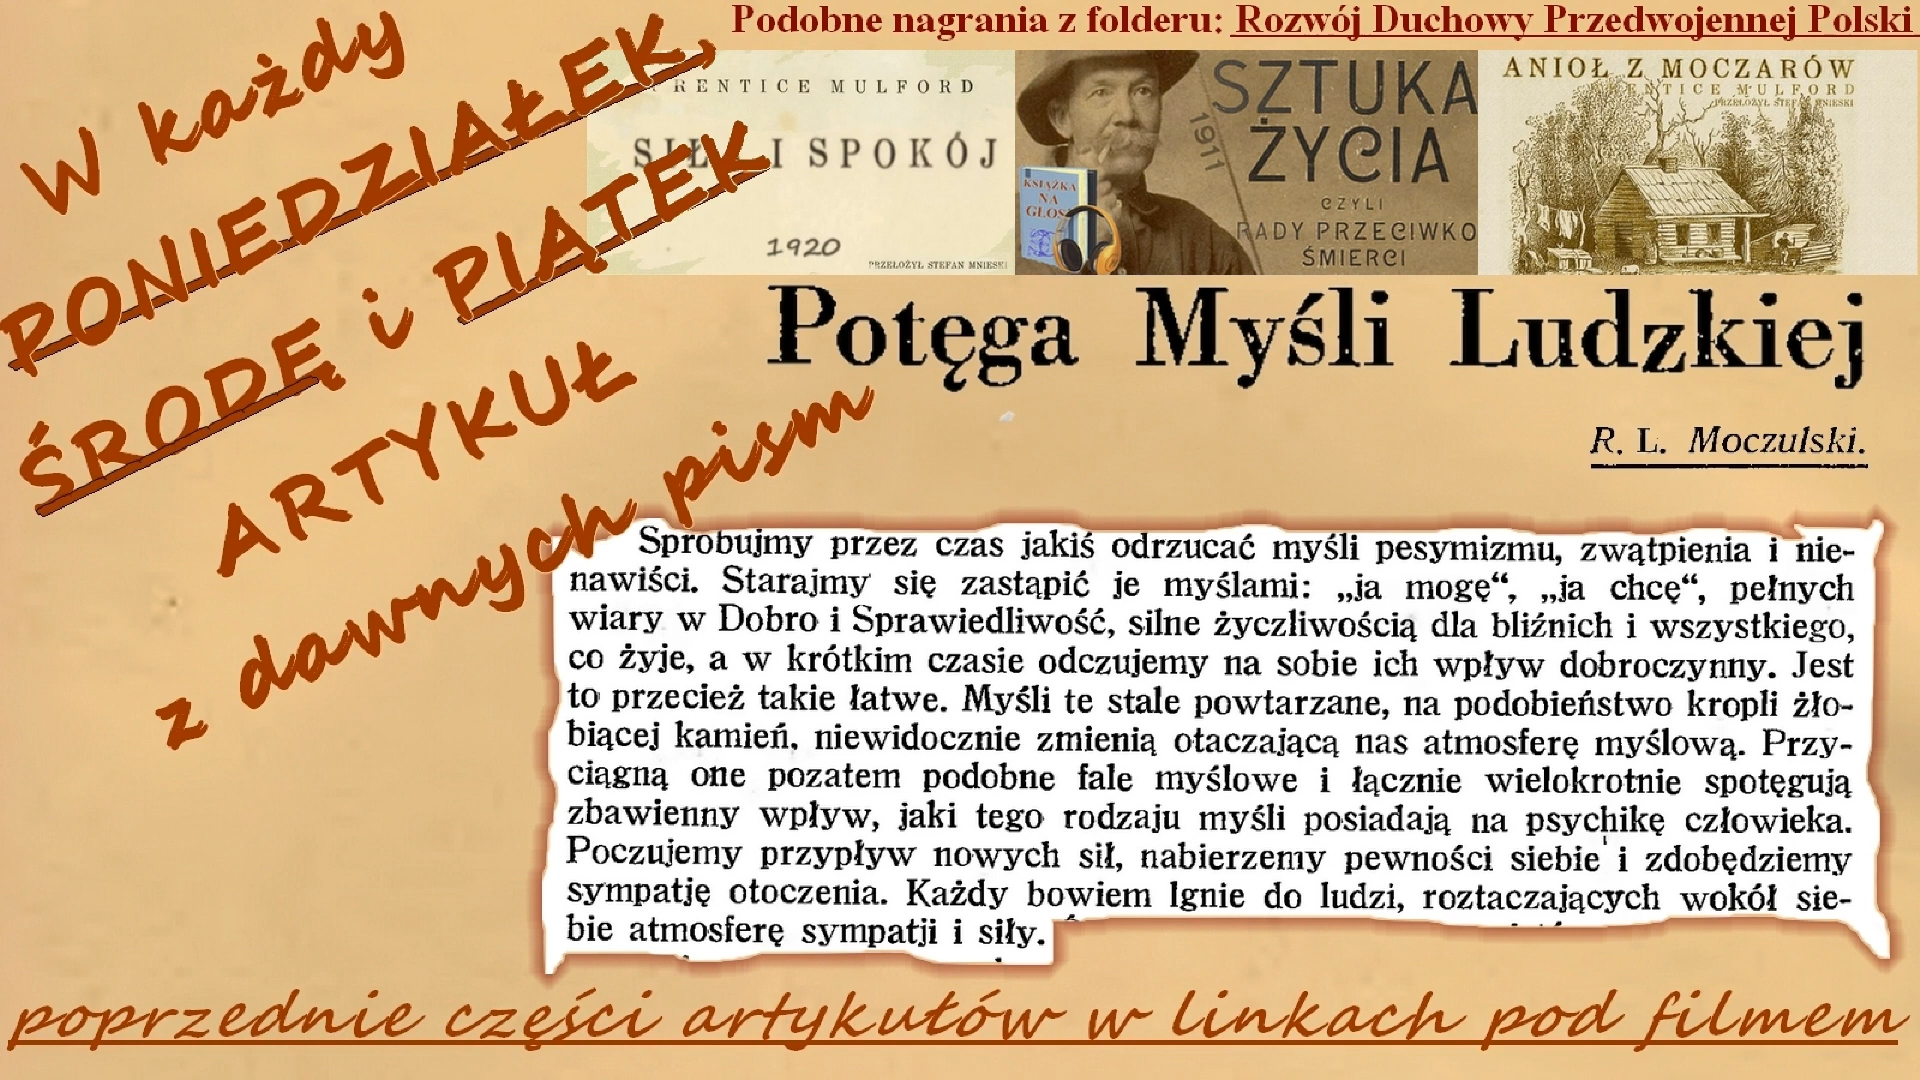 Podobne nagrania z folderu: Rozwój Duchowy Przedwojennej Polski
W każdy
PONIEDZIAŁEK,
ŚRODĘ i PIĄTEK
ARTYKUŁ
z dawnych pism
RENTICE MULFORD
SIŁ I SPOKÓJ
1920
PRZEŁOŻYŁ STEFAN MNIESKI
1911
SZTUKA
ŻYCIA
CZYLI
RADY PRZECIWKO
ŚMIERCI
KSIĄŻKA
NA
GŁOS
ANIOŁ Z MOCZARÓW
RENTICE MULFORD
PRZEŁOŻYŁ STEF MNIESKI
Potęga Myśli Ludzkiej
R. L. Moczulski.
Sprobujmy przez czas jakiś odrzucać myśli pesymizmu, zwątpienia i nie-
nawiści. Starajmy się zastąpić je myślami: „ja mogę“, „ja chcę“, pełnych
wiary w Dobro i Sprawiedliwość, silne życzliwością dla bliźnich i wszystkiego,
co żyje, a w krótkim czasie odczujemy na sobie ich wpływ dobroczynny. Jest
to przecież takie łatwe. Myśli te stale powtarzane, na podobieństwo kropli żło-
biącej kamień, niewidocznie zmienią otaczającą nas atmosferę myślową. Przy-
ciągną one pozatem podobne fale myślowe i łącznie wielokrotnie spotęgują
zbawienny wpływ, jaki tego rodzaju myśli posiadają na psychikę człowieka.
Poczujemy przypływ nowych sił, nabierzemy pewności siebie i zdobędziemy
sympatję otoczenia. Każdy bowiem lgnie do ludzi, roztaczających wokół sie-
bie atmosferę sympatji i siły.
poprzednie części artykułów w linkach pod filmem